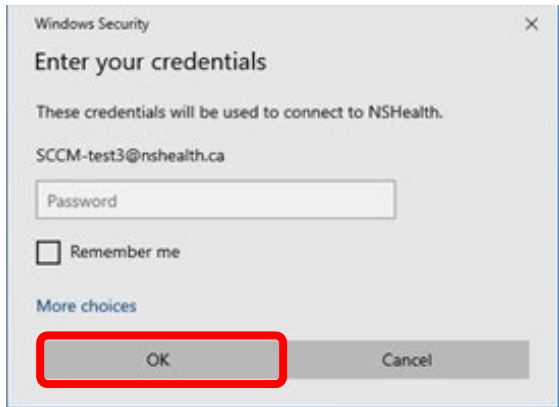 Windows Security
Enter your credentials
These credentials will be used to connect to NSHealth.
SCCM-test3@nshealth.ca
Password
Remember me
More choices
OK Cancel